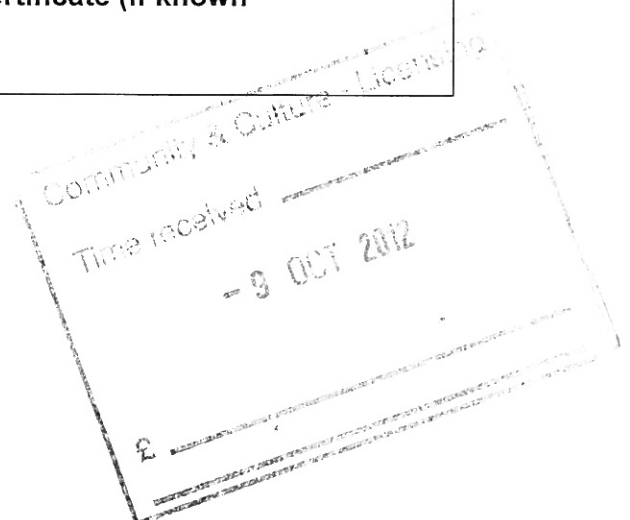 ertificate (if known
Community & Culture - Licensing
Time received
- 9 OCT 2012
£